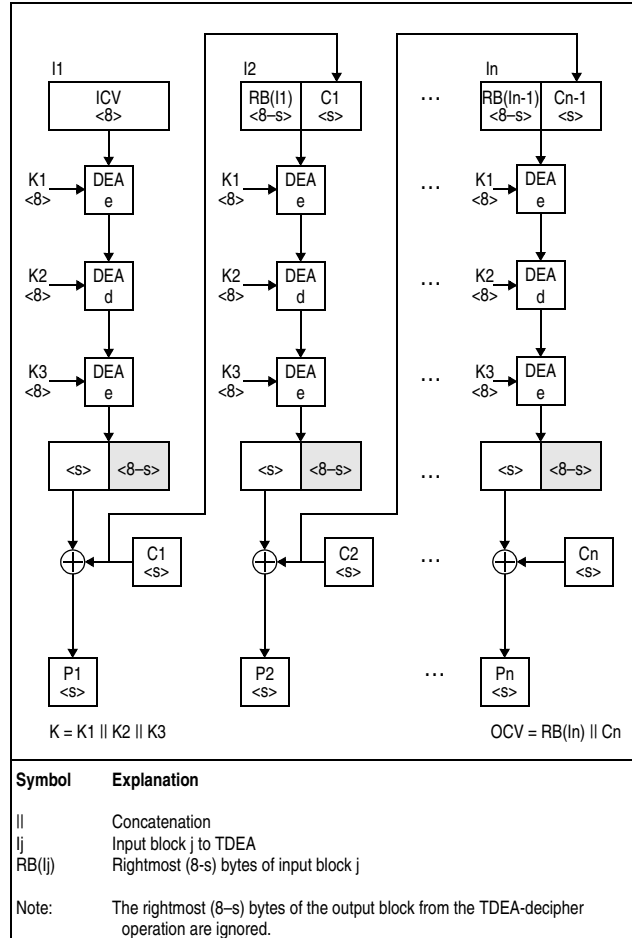 I1 I2 In
ICV RB(I1) C1 … RB(In-1) Cn-1
<8> <8–s> <s> <8–s> <s>
K1 DEA K1 DEA … K1 DEA
<8> e <8> e <8> e
K2 DEA K2 DEA … K2 DEA
<8> d <8> d <8> d
K3 DEA K3 DEA … K3 DEA
<8> e <8> e <8> e
<s> <8–s> <s> <8–s> … <s> <8–s>
C1 C2 … Cn
<s> <s> <s>
P1 P2 … Pn
<s> <s> <s>
K = K1 || K2 || K3 OCV = RB(In) || Cn
Symbol Explanation
|| Concatenation
Ij Input block j to TDEA
RB(Ij) Rightmost (8-s) bytes of input block j
Note: The rightmost (8–s) bytes of the output block from the TDEA-decipher
operation are ignored.